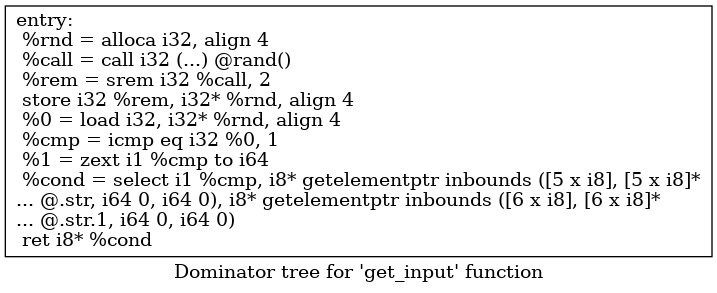 entry:
%rnd = alloca i32, align 4
%call = call i32 (...) @rand()
%rem = srem i32 %call, 2
store i32 %rem, i32* %rnd, align 4
%0 = load i32, i32* %rnd, align 4
%cmp = icmp eq i32 %0, 1
%1 = zext i1 %cmp to i64
%cond = select i1 %cmp, i8* getelementptr inbounds ([5 x i8], [5 x i8]*
... @.str, i64 0, i64 0), i8* getelementptr inbounds ([6 x i8], [6 x i8]*
... @.str.1, i64 0, i64 0)
ret i8* %cond
Dominator tree for 'get_input' function